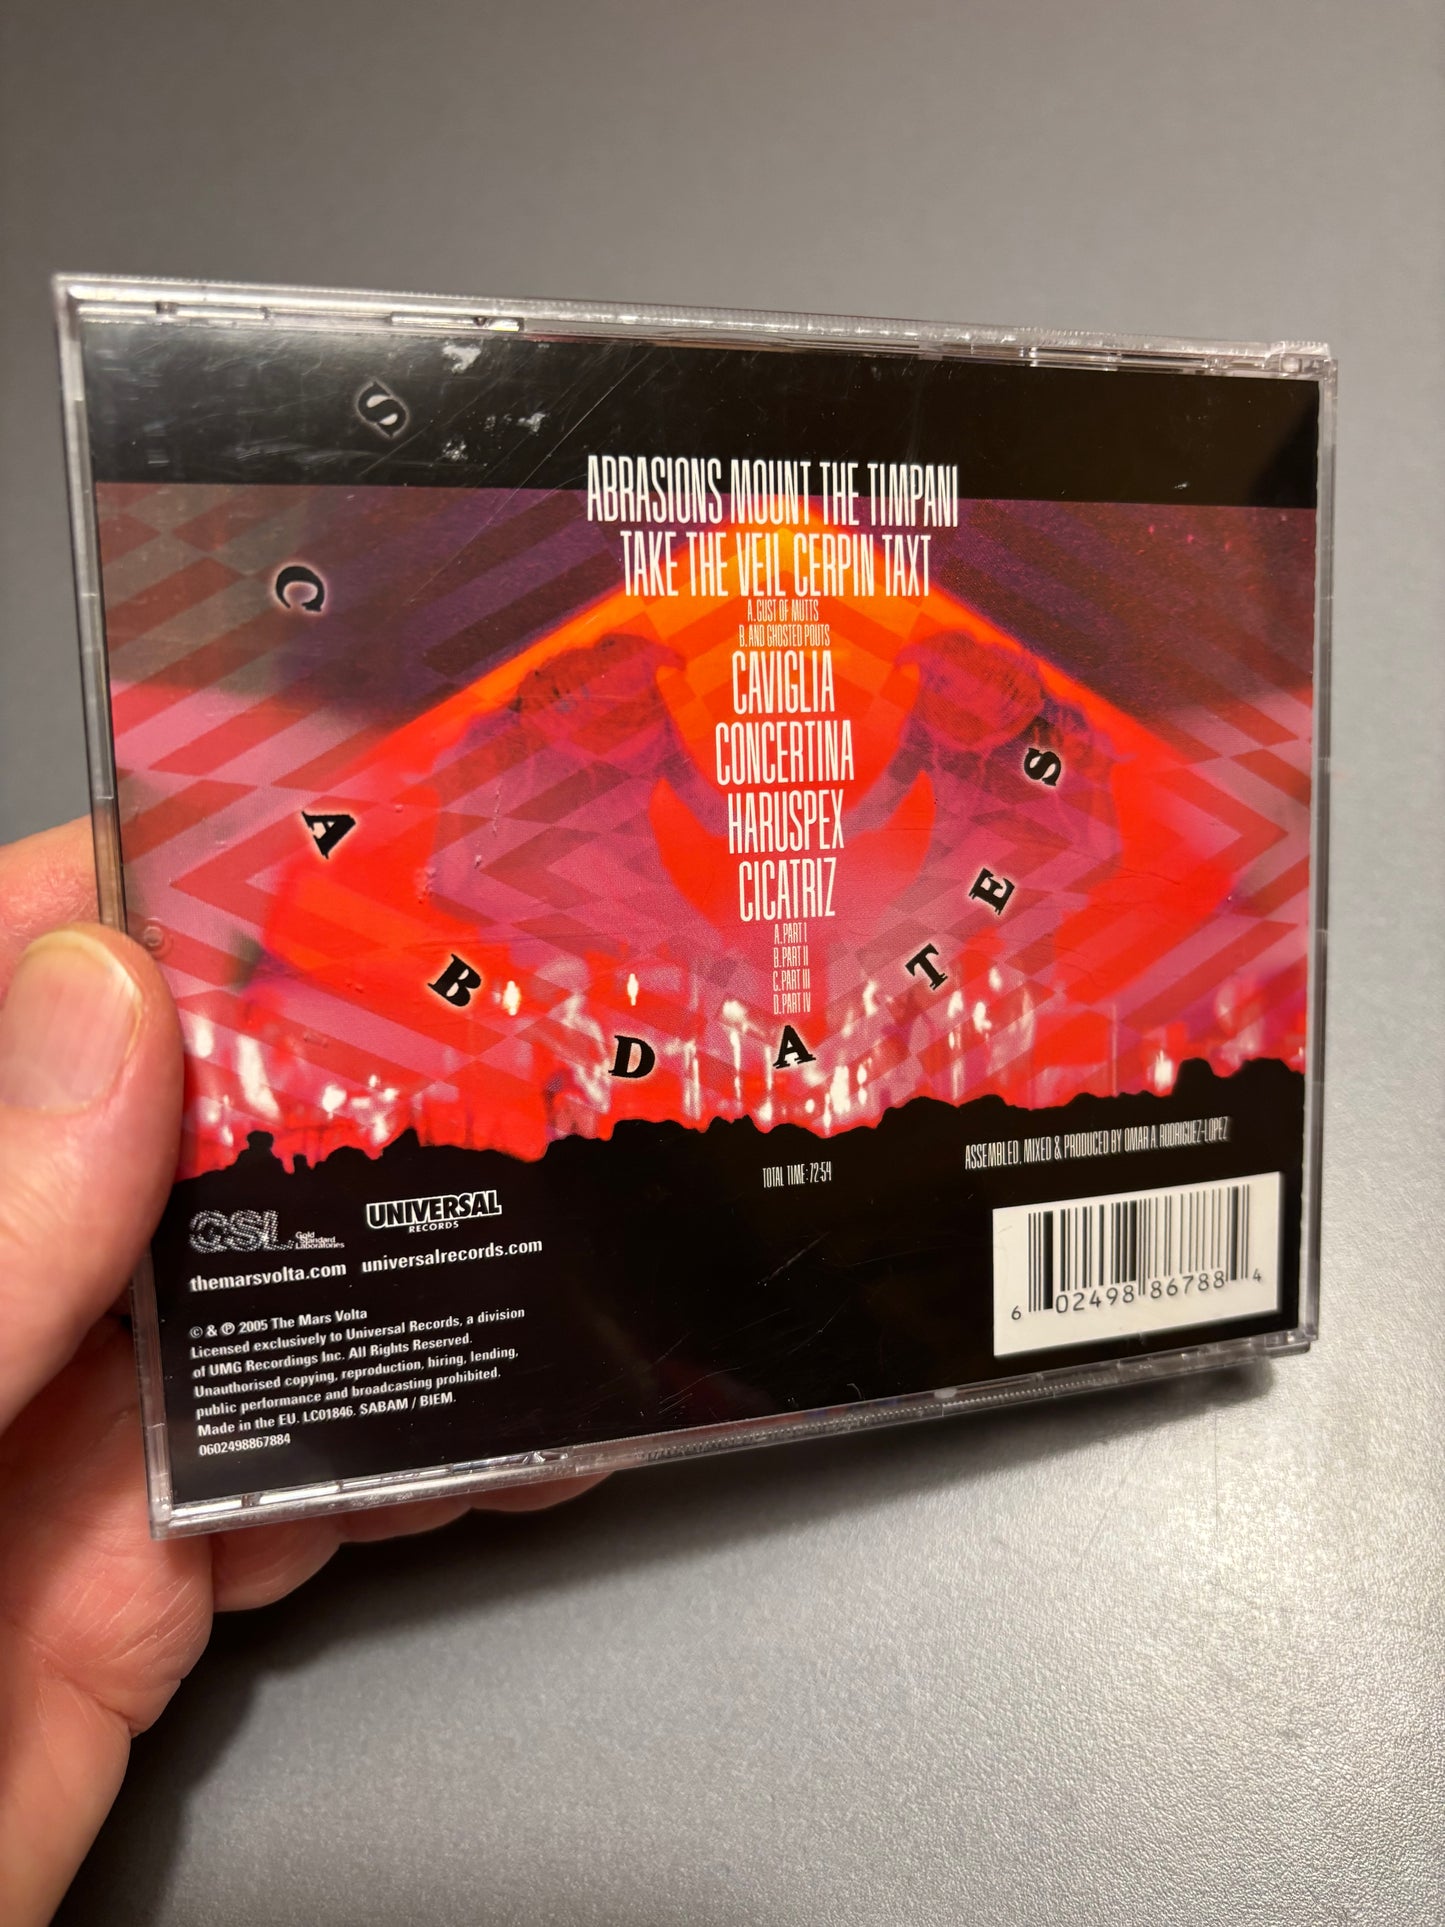 SCABDATES
ABRASIONS MOUNT THE TIMPANI
TAKE THE VEIL CERPIN TAXT
A. GUST OF MUTTS
B. AND GHOSTED POUTS
CAVIGLIA
CONCERTINA
HARUSPEX
CICATRIZ
A. PART I
B. PART II
C. PART III
D. PART IV
TOTAL TIME: 72:54
ASSEMBLED, MIXED & PRODUCED BY OMAR A. RODRIGUEZ-LOPEZ
GSL Gold
Standard
Laboratories
UNIVERSAL
RECORDS
themarsvolta.com
universalrecords.com
© & ℗ 2005 The Mars Volta
Licensed exclusively to Universal Records, a division
of UMG Recordings Inc. All Rights Reserved.
Unauthorised copying, reproduction, hiring, lending,
public performance and broadcasting prohibited.
Made in the EU. LC01846. SABAM / BIEM.
0602498867884
6 02498 86788 4